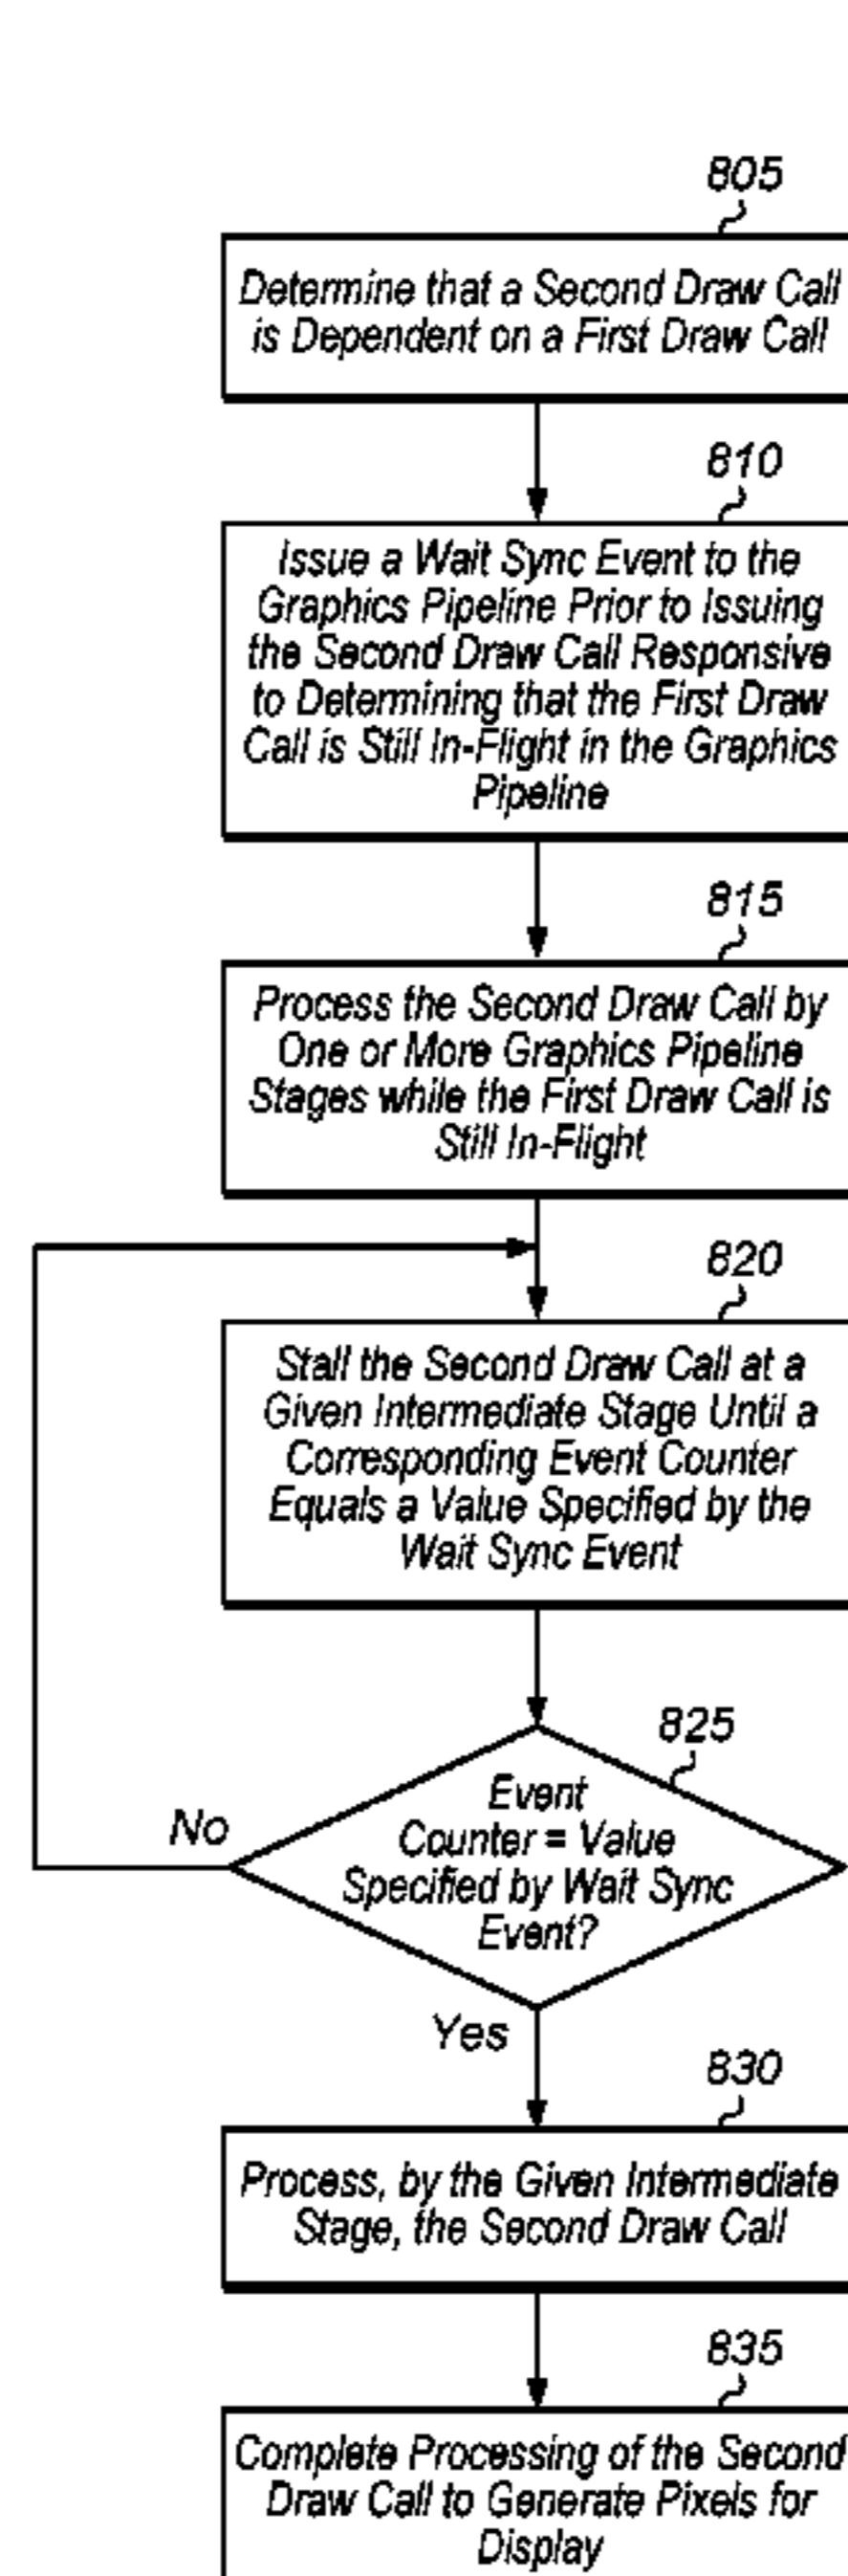 805
Determine that a Second Draw Call
is Dependent on a First Draw Call
810
Issue a Wait Sync Event to the
Graphics Pipeline Prior to Issuing
the Second Draw Call Responsive
to Determining that the First Draw
Call is Still In-Flight in the Graphics
Pipeline
815
Process the Second Draw Call by
One or More Graphics Pipeline
Stages while the First Draw Call is
Still In-Flight
820
Stall the Second Draw Call at a
Given Intermediate Stage Until a
Corresponding Event Counter
Equals a Value Specified by the
Wait Sync Event
825
Event
Counter = Value
Specified by Wait Sync
Event?
No
Yes
830
Process, by the Given Intermediate
Stage, the Second Draw Call
835
Complete Processing of the Second
Draw Call to Generate Pixels for
Display